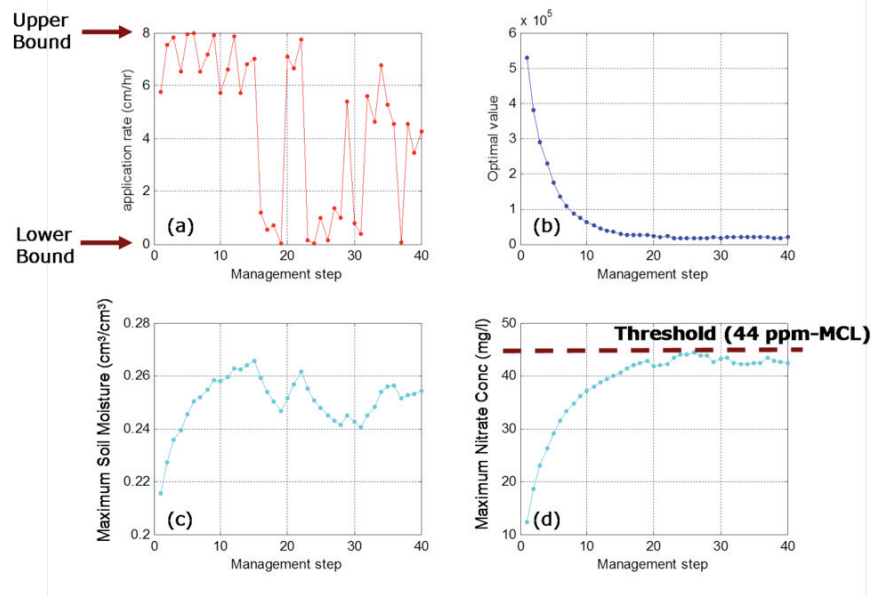 Upper
Bound
Lower
Bound
8
6
4
2
0
0
10
20
30
40
application rate (cm/hr)
Management step
(a)
x 10⁵
6
5
4
3
2
1
0
0
10
20
30
40
Optimal value
Management step
(b)
0.28
0.26
0.24
0.22
0.2
0
10
20
30
40
Maximum Soil Moisture (cm³/cm³)
Management step
(c)
50
40
30
20
10
0
10
20
30
40
Maximum Nitrate Conc (mg/l)
Threshold (44 ppm-MCL)
Management step
(d)